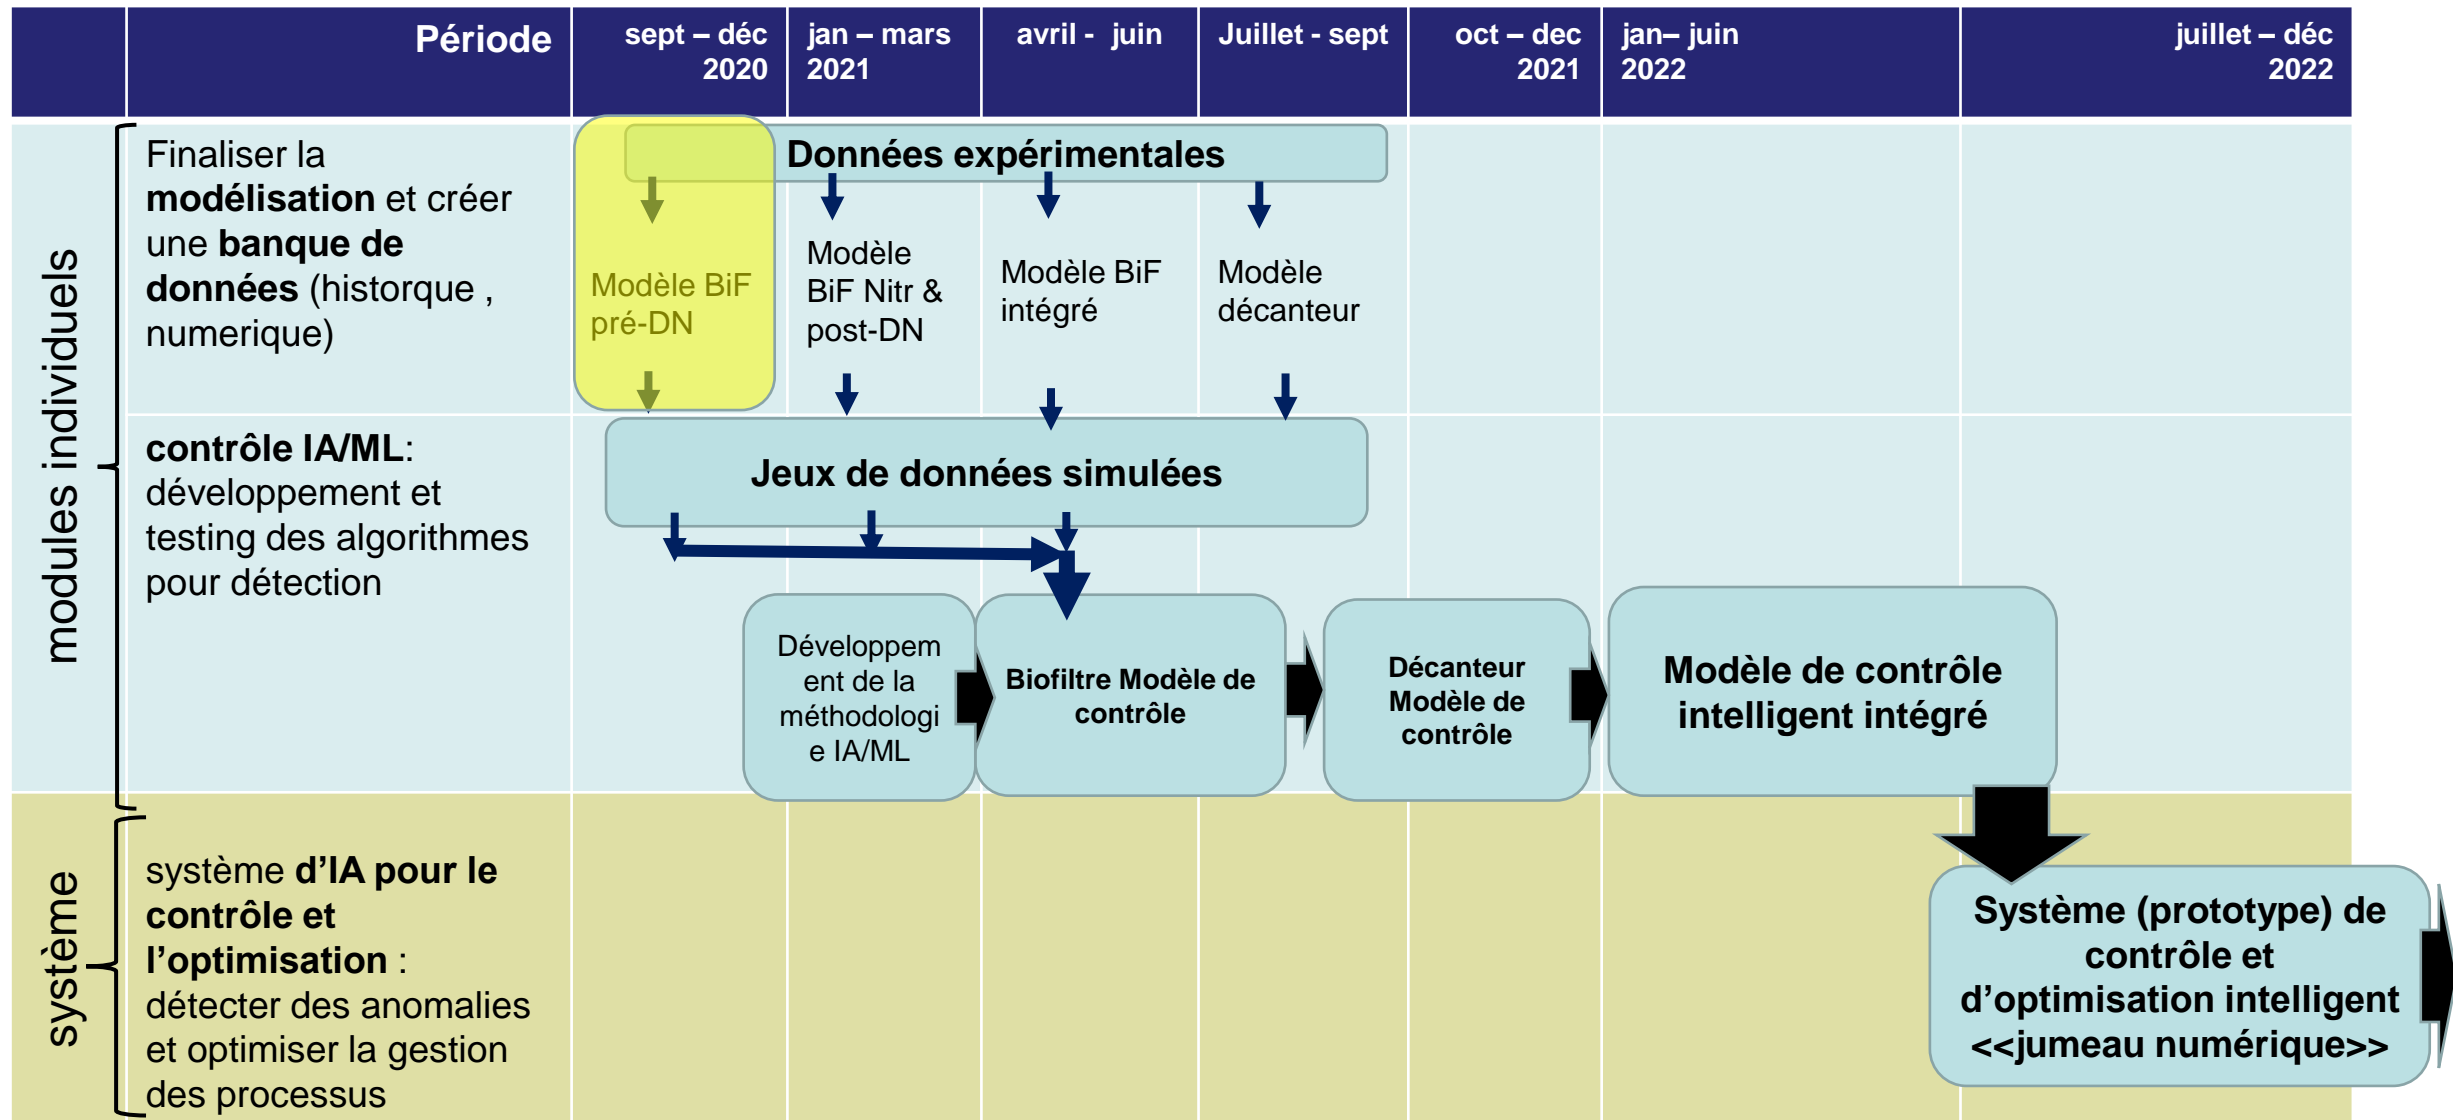 Période
sept – déc
2020
jan – mars
2021
avril - juin
Juillet - sept
oct – dec
2021
jan– juin
2022
juillet – déc
2022
modules individuels
Finaliser la
modélisation et créer
une banque de
données (historque ,
numerique)
Données expérimentales
Modèle BiF
pré-DN
Modèle
BiF Nitr &
post-DN
Modèle BiF
intégré
Modèle
décanteur
contrôle IA/ML:
développement et
testing des algorithmes
pour détection
Jeux de données simulées
Développem
ent de la
méthodologi
e IA/ML
Biofiltre Modèle de
contrôle
Décanteur
Modèle de
contrôle
Modèle de contrôle
intelligent intégré
système
système d’IA pour le
contrôle et
l’optimisation :
détecter des anomalies
et optimiser la gestion
des processus
Système (prototype) de
contrôle et
d’optimisation intelligent
<<jumeau numérique>>